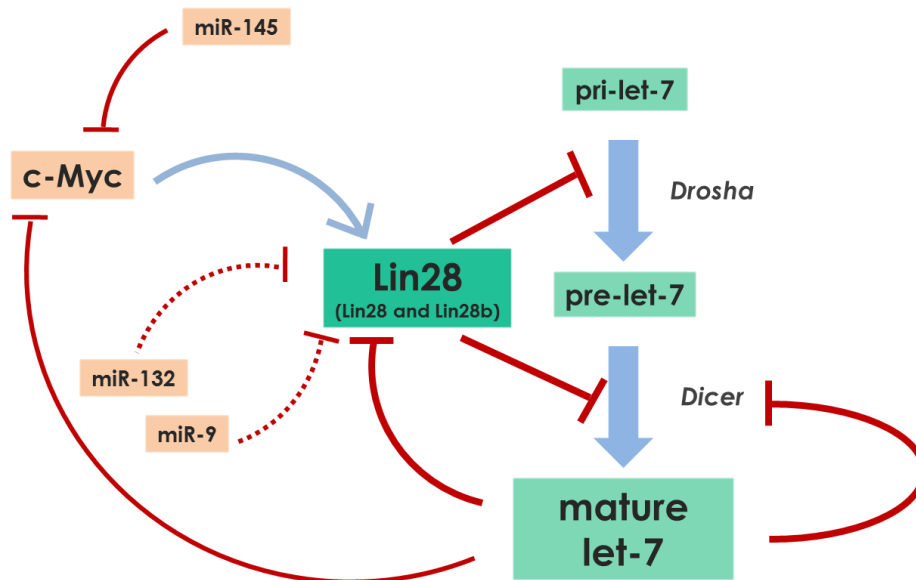 miR-145
pri-let-7
c-Myc
Drosha
Lin28
(Lin28 and Lin28b)
pre-let-7
miR-132
miR-9
Dicer
mature
let-7